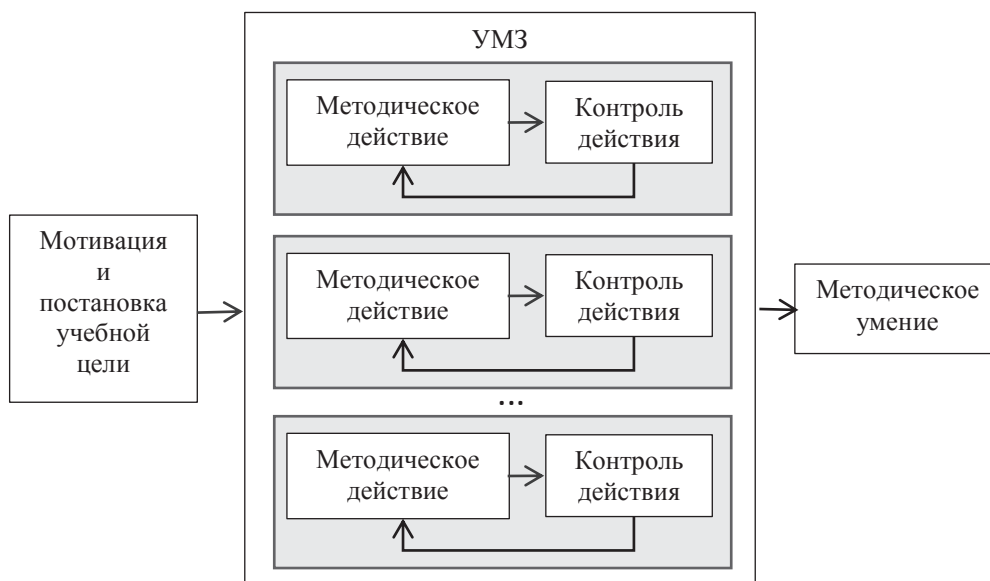 УМЗ
Методическое
действие
Контроль
действия
Мотивация
и
постановка
учебной
цели
Методическое
действие
Контроль
действия
Методическое
умение
...
Методическое
действие
Контроль
действия